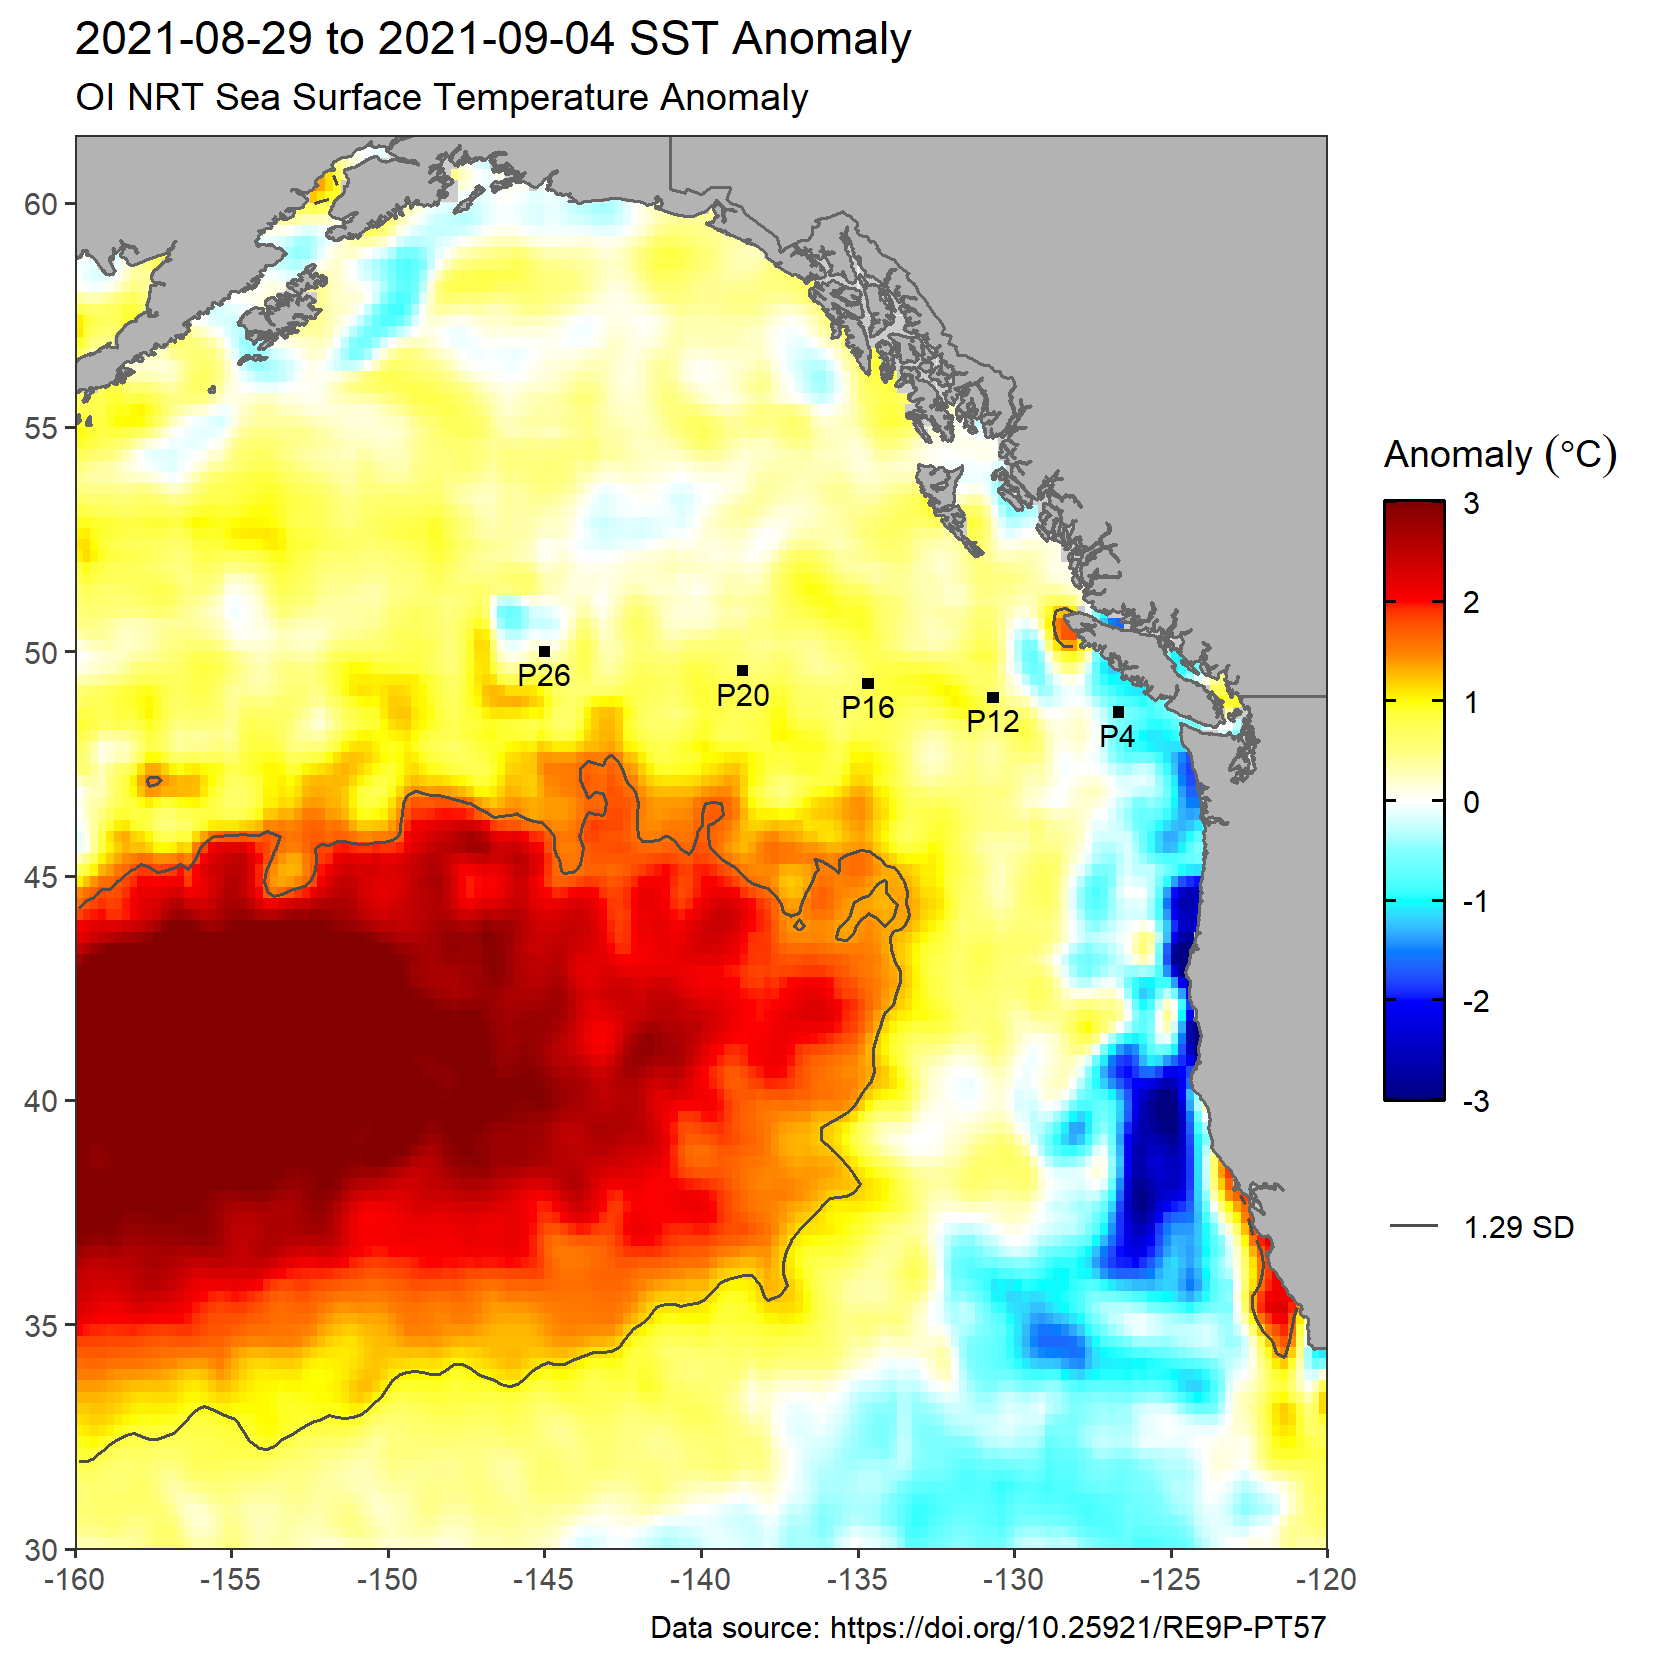 2021-08-29 to 2021-09-04 SST Anomaly
OI NRT Sea Surface Temperature Anomaly
60
55
50
45
40
35
30
P26
P20
P16
P12
P4
-160
-155
-150
-145
-140
-135
-130
-125
-120
Anomaly (°C)
3
2
1
0
-1
-2
-3
1.29 SD
Data source: https://doi.org/10.25921/RE9P-PT57